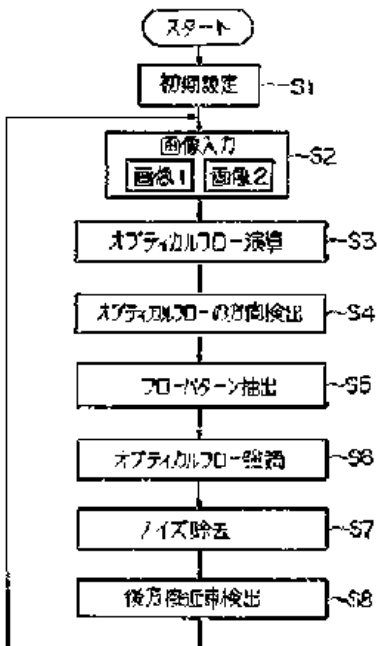 スタート
初期設定 S1
画像入力
画像1 画像2 S2
オプティカルフロー演算 S3
オプティカルフローの方向検出 S4
フローパターン抽出 S5
オプティカルフロー強調 S6
ノイズ除去 S7
後方接近車検出 S8